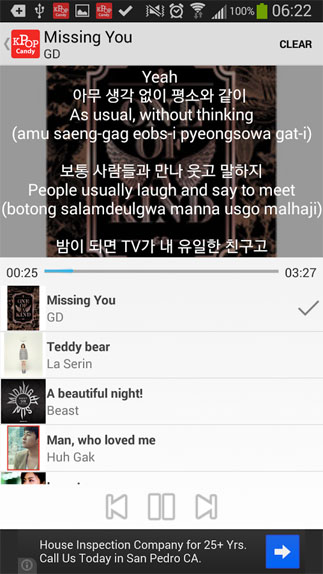 100% 06:22
KPOP
Candy
Missing You
GD
CLEAR
Yeah
아무 생각 없이 평소와 같이
As usual, without thinking
(amu saeng-gag eobs-i pyeongsowa gat-i)
보통 사람들과 만나 웃고 말하지
People usually laugh and say to meet
(botong salamdeulgwa manna usgo malhaji)
밤이 되면 TV가 내 유일한 친구고
00:25 03:27
ONE OF A KIND
Missing You
GD
Teddy bear
La Serin
A beautiful night!
Beast
Man, who loved me
Huh Gak
House Inspection Company for 25+ Yrs.
Call Us Today in San Pedro CA.